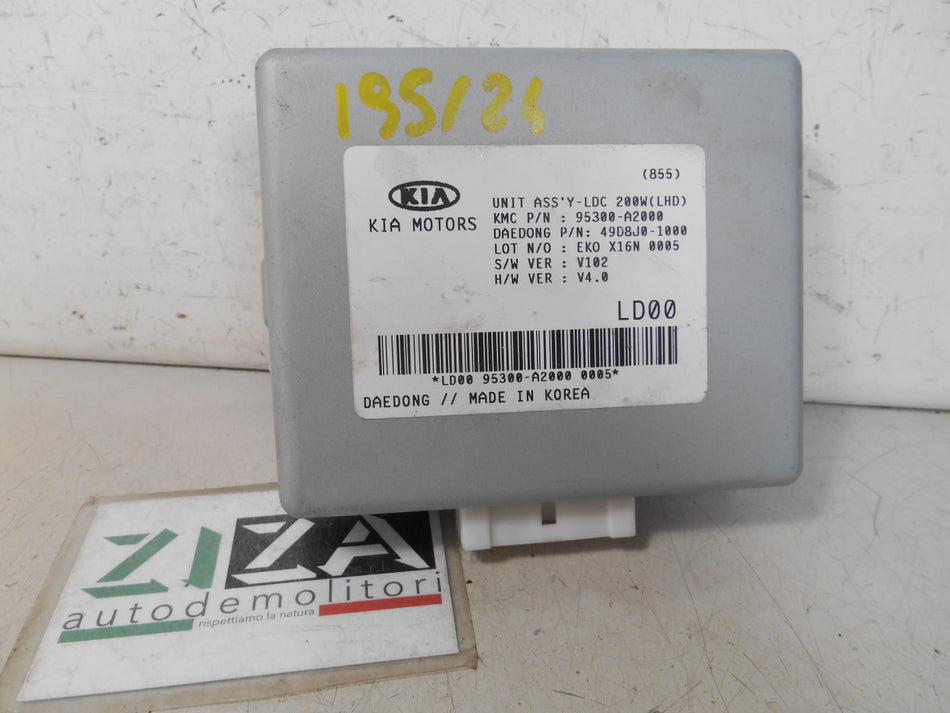 195/24
(855)
KIA
KIA MOTORS
UNIT ASS'Y-LDC 200W(LHD)
KMC P/N : 95300-A2000
DAEDONG P/N: 49D8J0-1000
LOT N/O : EKO X16N 0005
S/W VER : V102
H/W VER : V4.0
LD00
*LD00 95300-A2000 0005*
DAEDONG // MADE IN KOREA
ZIZA
s.r.l.
autodemolitori
rispettiamo la natura